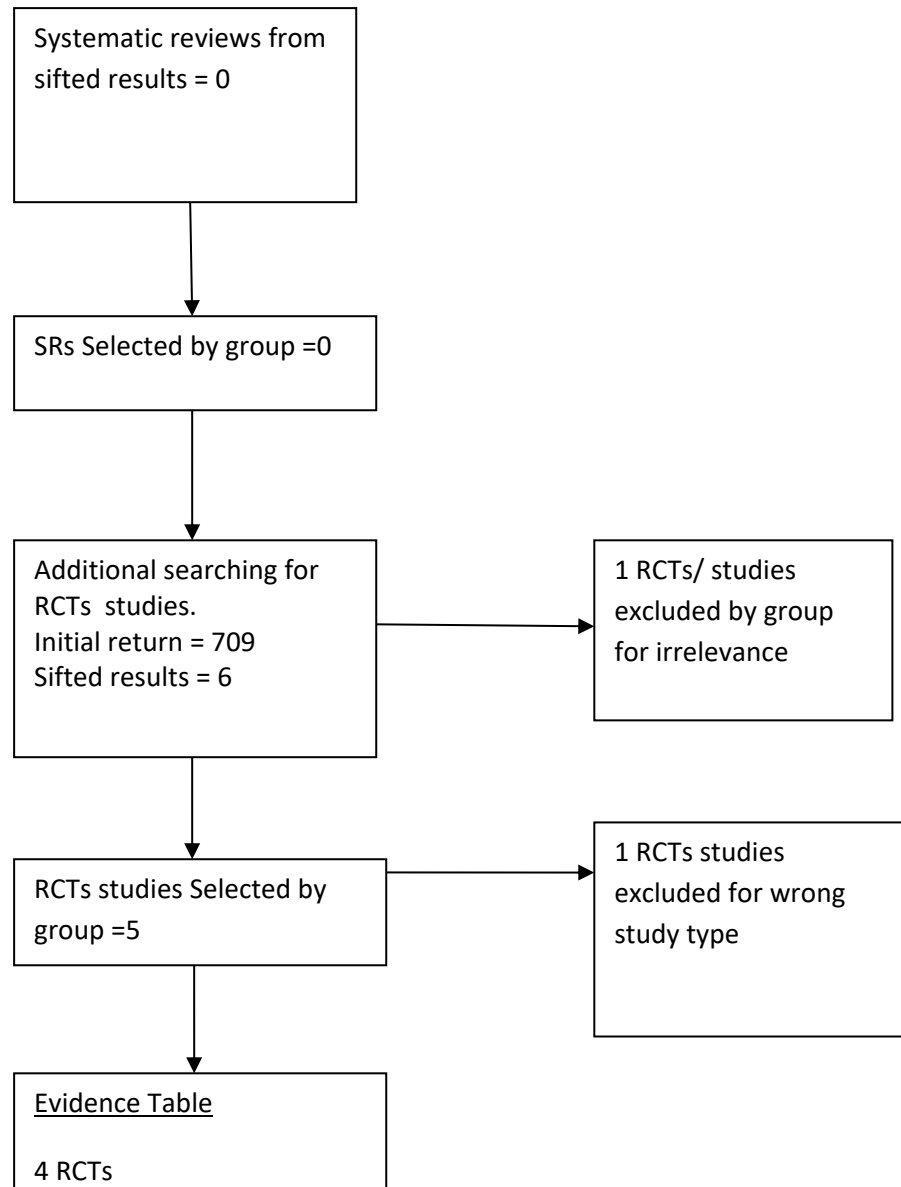 Systematic reviews from
sifted results = 0
SRs Selected by group =0
Additional searching for
RCTs  studies.
Initial return = 709
Sifted results = 6
1 RCTs/ studies
excluded by group
for irrelevance
RCTs studies Selected by
group =5
1 RCTs studies
excluded for wrong
study type
Evidence Table
4 RCTs